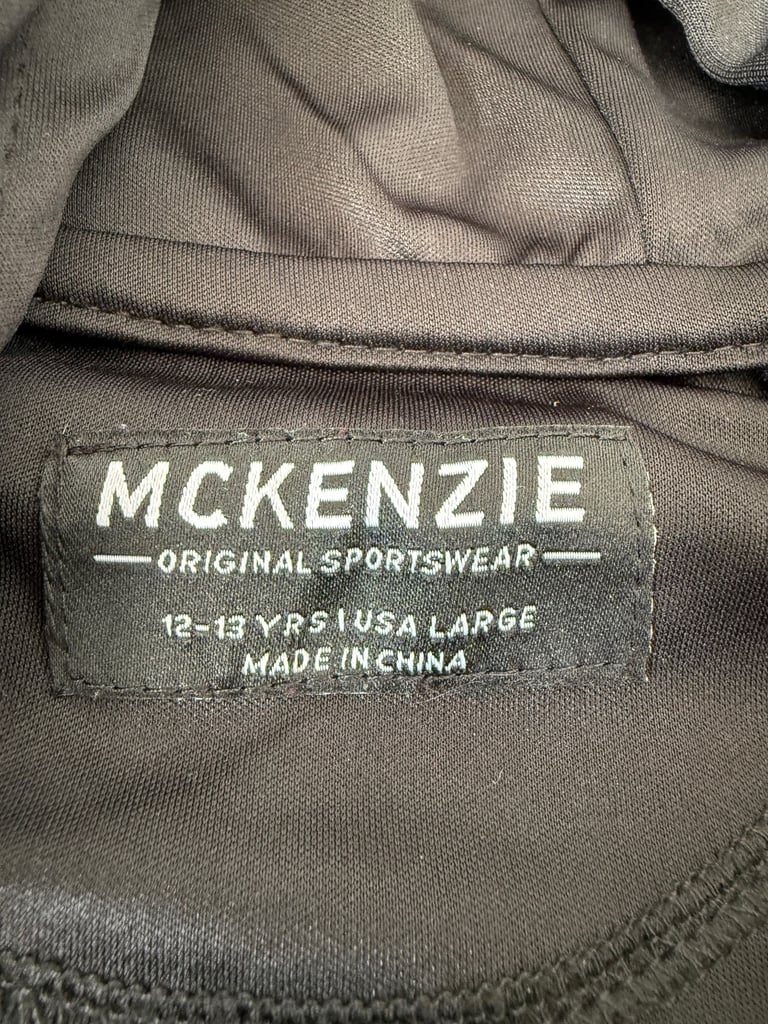 MCKENZIE
ORIGINAL SPORTSWEAR
12-13 YRS | USA LARGE
MADE IN CHINA